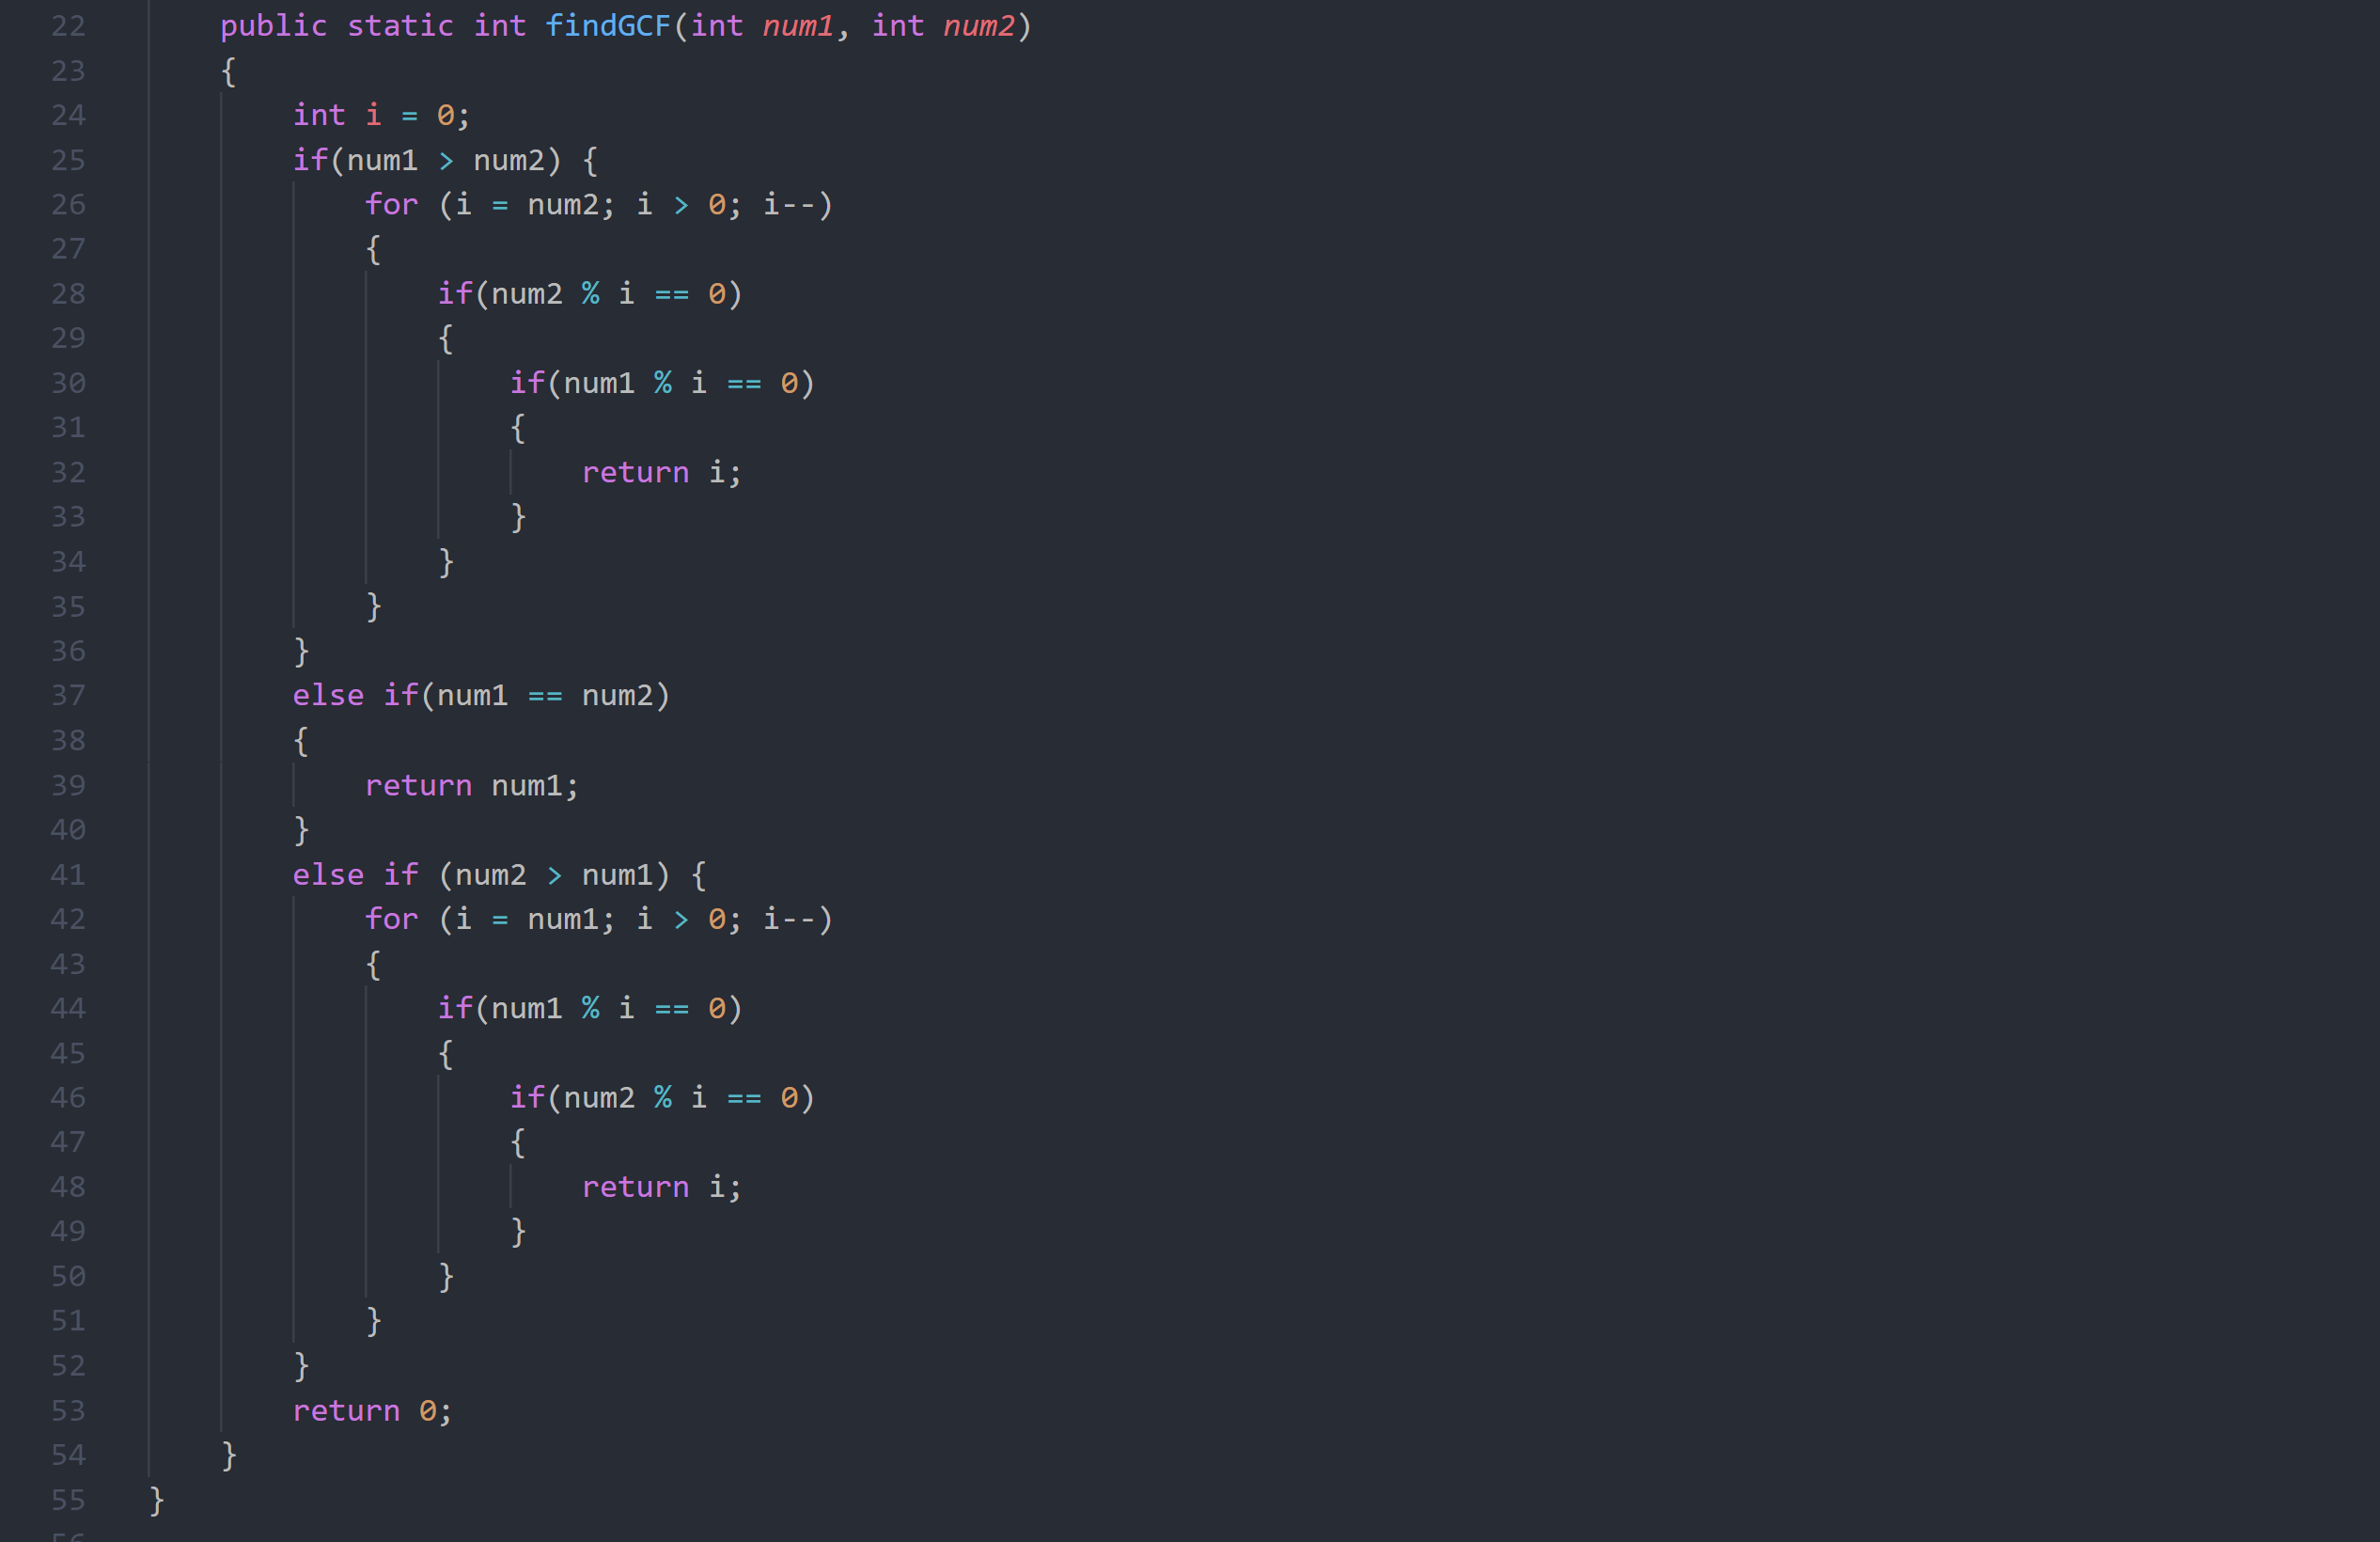 22 public static int findGCF(int num1, int num2)
23 {
24 int i = 0;
25 if(num1 > num2) {
26 for (i = num2; i > 0; i--)
27 {
28 if(num2 % i == 0)
29 {
30 if(num1 % i == 0)
31 {
32 return i;
33 }
34 }
35 }
36 }
37 else if(num1 == num2)
38 {
39 return num1;
40 }
41 else if (num2 > num1) {
42 for (i = num1; i > 0; i--)
43 {
44 if(num1 % i == 0)
45 {
46 if(num2 % i == 0)
47 {
48 return i;
49 }
50 }
51 }
52 }
53 return 0;
54 }
55 }